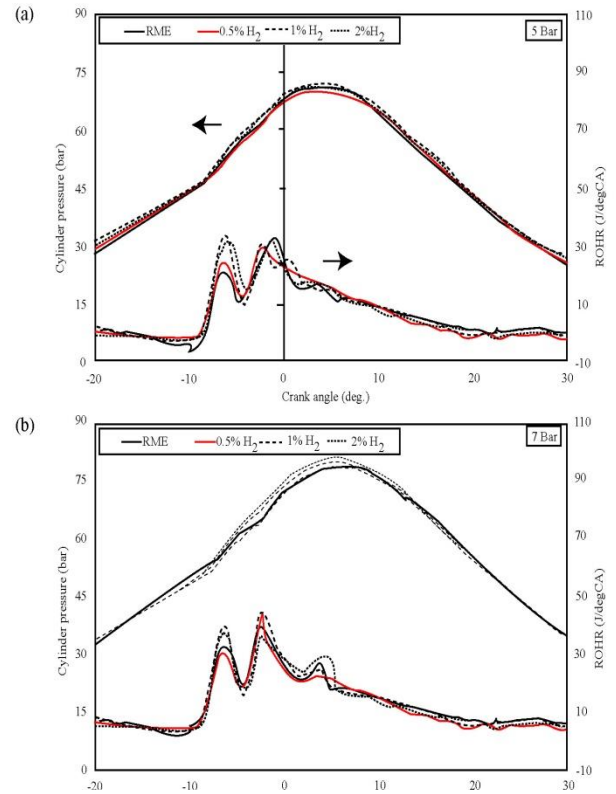 (a)
RME 0.5% H2 1% H2 2%H2
5 Bar
90
75
60
45
30
15
0
Cylinder pressure (bar)
110
90
70
50
30
10
-10
ROHR (J/degCA)
-20 -10 0 10 20 30
Crank angle (deg.)
(b)
RME 0.5% H2 1% H2 2% H2
7 Bar
90
75
60
45
30
15
0
Cylinder pressure (bar)
110
90
70
50
30
10
-10
ROHR (J/degCA)
-20 -10 0 10 20 30
Crank angle (deg.)